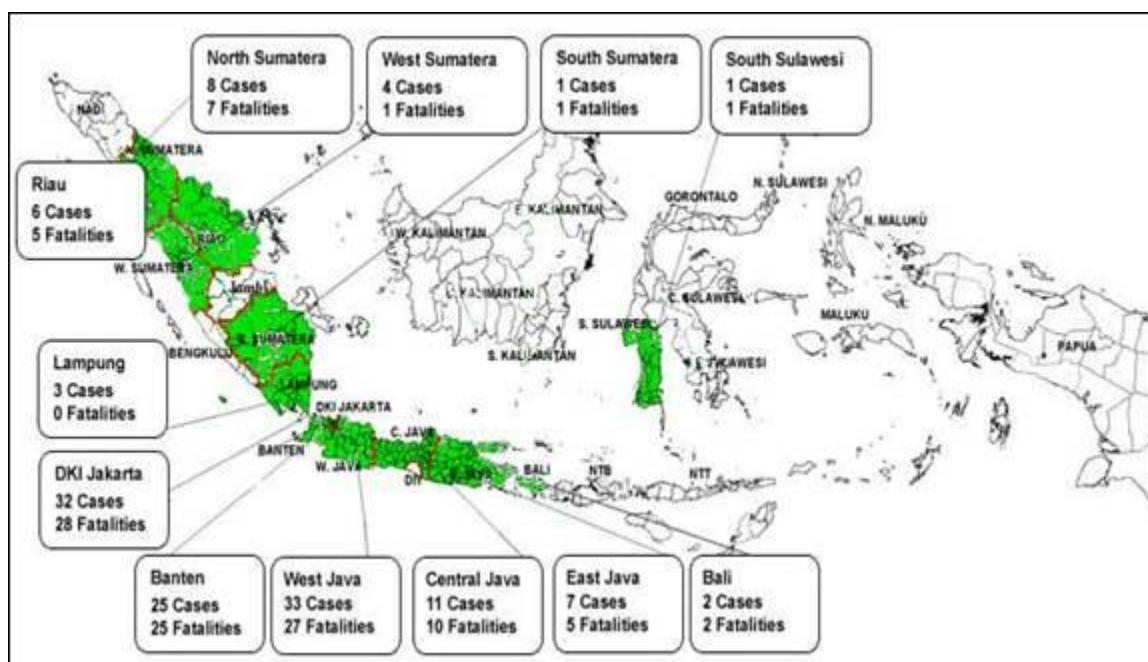 North Sumatera
8 Cases
7 Fatalities
West Sumatera
4 Cases
1 Fatalities
South Sumatera
1 Cases
1 Fatalities
South Sulawesi
1 Cases
1 Fatalities
NAD
SUMATERA
Riau
6 Cases
5 Fatalities
RIAU
W. SUMATERA
Jambi
S. SUMATERA
BENGKULU
LAMPUNG
W. KALIMANTAN
E. KALIMANTAN
KALIMANTAN
S. KALIMANTAN
GORONTALO
N. SULAWESI
C. SULAWESI
S. SULAWESI
N. MALUKU
MALUKU
PAPUA
Lampung
3 Cases
0 Fatalities
DKI JAKARTA
BANTEN
W. JAVA
C. JAVA
BALI
NTB
NTT
DKI Jakarta
32 Cases
28 Fatalities
Banten
25 Cases
25 Fatalities
West Java
33 Cases
27 Fatalities
Central Java
11 Cases
10 Fatalities
East Java
7 Cases
5 Fatalities
Bali
2 Cases
2 Fatalities